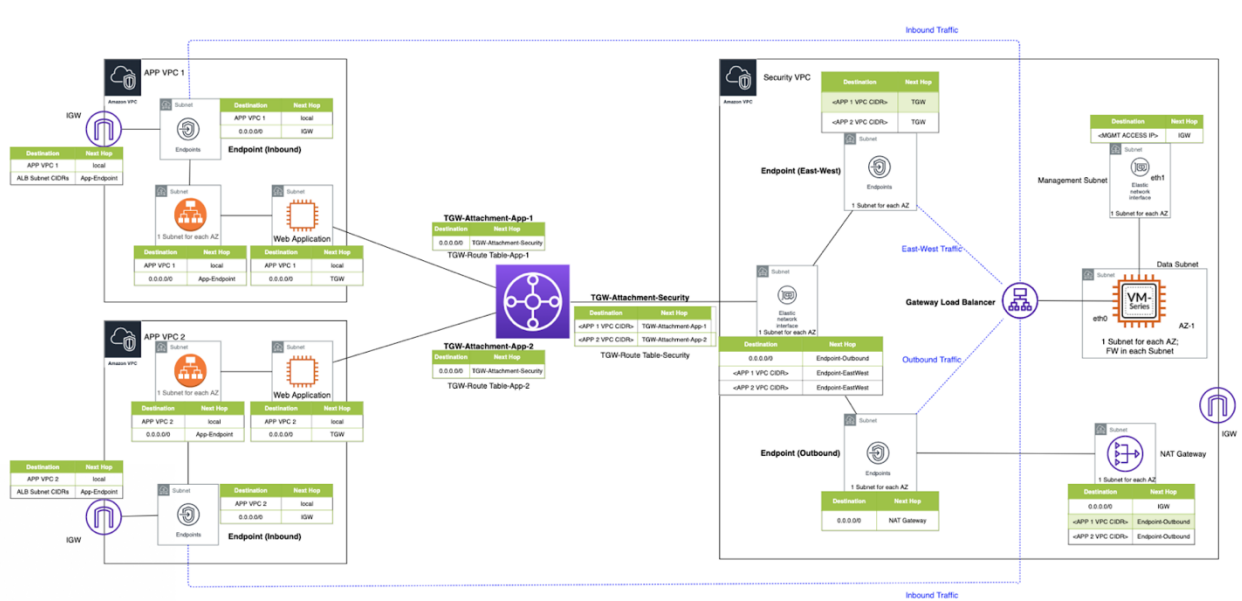 Inbound Traffic
APP VPC 1
Amazon VPC
IGW
Subnet
Endpoints
Destination Next Hop
APP VPC 1 local
0.0.0.0/0 IGW
Endpoint (Inbound)
Destination Next Hop
APP VPC 1 local
ALB Subnet CIDRs App-Endpoint
Subnet
1 Subnet for each AZ
Subnet
Web Application
Destination Next Hop
APP VPC 1 local
0.0.0.0/0 App-Endpoint
Destination Next Hop
APP VPC 1 local
0.0.0.0/0 TGW
APP VPC 2
Amazon VPC
Subnet
1 Subnet for each AZ
Subnet
Web Application
Destination Next Hop
APP VPC 2 local
0.0.0.0/0 App-Endpoint
Destination Next Hop
APP VPC 2 local
0.0.0.0/0 TGW
Destination Next Hop
APP VPC 2 local
ALB Subnet CIDRs App-Endpoint
IGW
Subnet
Endpoints
Destination Next Hop
APP VPC 2 local
0.0.0.0/0 IGW
Endpoint (Inbound)
TGW-Attachment-App-1
Destination Next Hop
0.0.0.0/0 TGW-Attachment-Security
TGW-Route Table-App-1
TGW-Attachment-App-2
Destination Next Hop
0.0.0.0/0 TGW-Attachment-Security
TGW-Route Table-App-2
TGW-Attachment-Security
Destination Next Hop
<APP 1 VPC CIDR> TGW-Attachment-App-1
<APP 2 VPC CIDR> TGW-Attachment-App-2
TGW-Route Table-Security
Security VPC
Amazon VPC
Destination Next Hop
<APP 1 VPC CIDR> TGW
<APP 2 VPC CIDR> TGW
Subnet
Endpoints
1 Subnet for each AZ
Endpoint (East-West)
East-West Traffic
Subnet
Elastic
network
interface
1 Subnet for each AZ
Destination Next Hop
0.0.0.0/0 Endpoint-Outbound
<APP 1 VPC CIDR> Endpoint-EastWest
<APP 2 VPC CIDR> Endpoint-EastWest
Gateway Load Balancer
Outbound Traffic
Endpoint (Outbound)
Subnet
Endpoints
1 Subnet for each AZ
Destination Next Hop
0.0.0.0/0 NAT Gateway
Destination Next Hop
<MGMT ACCESS IP> IGW
Management Subnet
Subnet
eth1
Elastic
network
interface
1 Subnet for each AZ
Data Subnet
Subnet
VM-
Series
eth0
AZ-1
1 Subnet for each AZ;
FW in each Subnet
IGW
Subnet
NAT Gateway
1 Subnet for each AZ
Destination Next Hop
0.0.0.0/0 IGW
<APP 1 VPC CIDR> Endpoint-Outbound
<APP 2 VPC CIDR> Endpoint-Outbound
Inbound Traffic